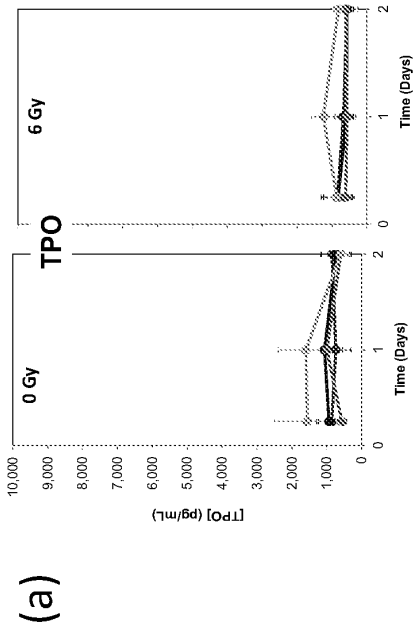 (a)
TPO
0 Gy
6 Gy
[TPO] (pg/mL)
10,000
9,000
8,000
7,000
6,000
5,000
4,000
3,000
2,000
1,000
0
0 1 2
Time (Days)
0 1 2
Time (Days)